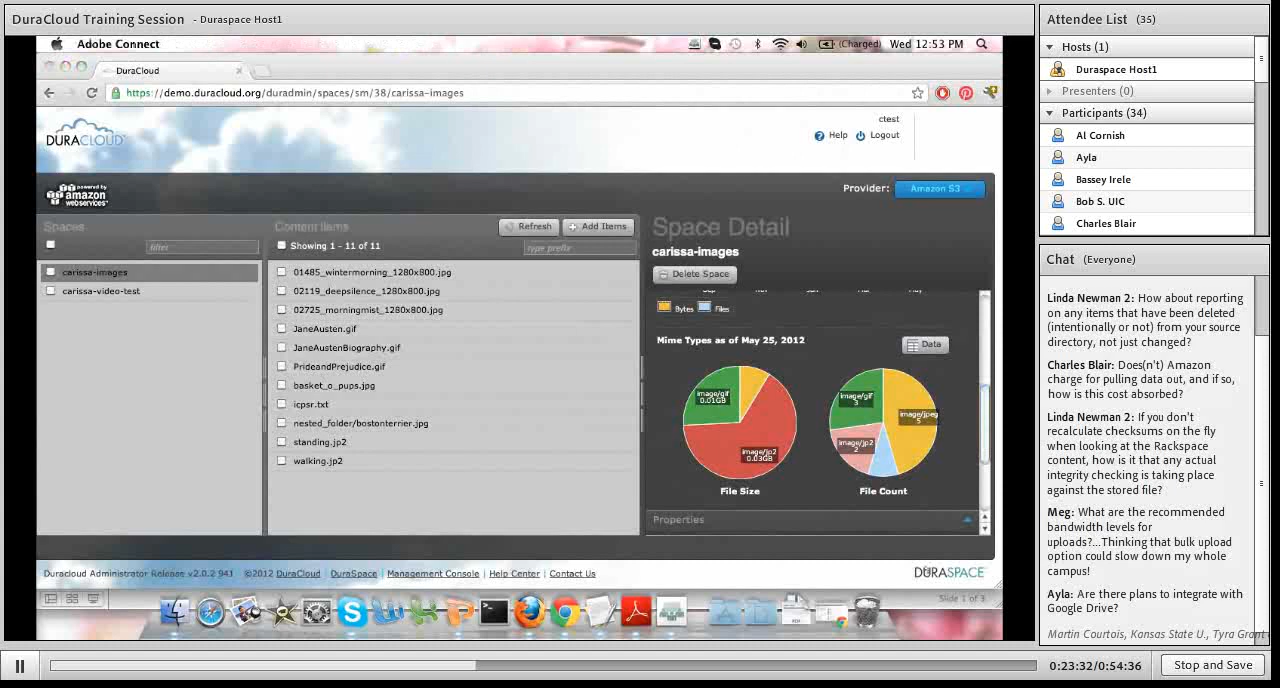 DuraCloud Training Session - Duraspace Host1
Adobe Connect
(Charged) Wed 12:53 PM
DuraCloud
https://demo.duracloud.org/duradmin/spaces/sm/38/carissa-images
DURACLOUD
ctest
Help Logout
powered by
amazon
webservices
Provider: Amazon S3
Spaces
filter
carissa-images
carissa-video-test
Content Items
Refresh Add Items
Showing 1 - 11 of 11
type prefix
01485_wintermorning_1280x800.jpg
02119_deepsilence_1280x800.jpg
02725_morningmist_1280x800.jpg
JaneAusten.gif
JaneAustenBiography.gif
PrideandPrejudice.gif
basket_o_pups.jpg
icpsr.txt
nested_folder/bostonterrier.jpg
standing.jp2
walking.jp2
Space Detail
carissa-images
Delete Space
Bytes Files
Mime Types as of May 25, 2012
Data
image/gif
0.01GB
image/jp2
0.03GB
File Size
image/gif
3
image/jpeg
5
image/jp2
2
File Count
Properties
Duracloud Administrator Release v2.0.2 941 ©2012 DuraCloud | DuraSpace | Management Console | Help Center | Contact Us
DURASPACE
Slide 1 of 3
Attendee List (35)
Hosts (1)
Duraspace Host1
Presenters (0)
Participants (34)
Al Cornish
Ayla
Bassey Irele
Bob S. UIC
Charles Blair
Chat (Everyone)
Linda Newman 2: How about reporting
on any items that have been deleted
(intentionally or not) from your source
directory, not just changed?
Charles Blair: Does(n't) Amazon
charge for pulling data out, and if so,
how is this cost absorbed?
Linda Newman 2: If you don't
recalculate checksums on the fly
when looking at the Rackspace
content, how is it that any actual
integrity checking is taking place
against the stored file?
Meg: What are the recommended
bandwidth levels for
uploads?...Thinking that bulk upload
option could slow down my whole
campus!
Ayla: Are there plans to integrate with
Google Drive?
Martin Courtois, Kansas State U., Tyra Grant
0:23:32/0:54:36
Stop and Save